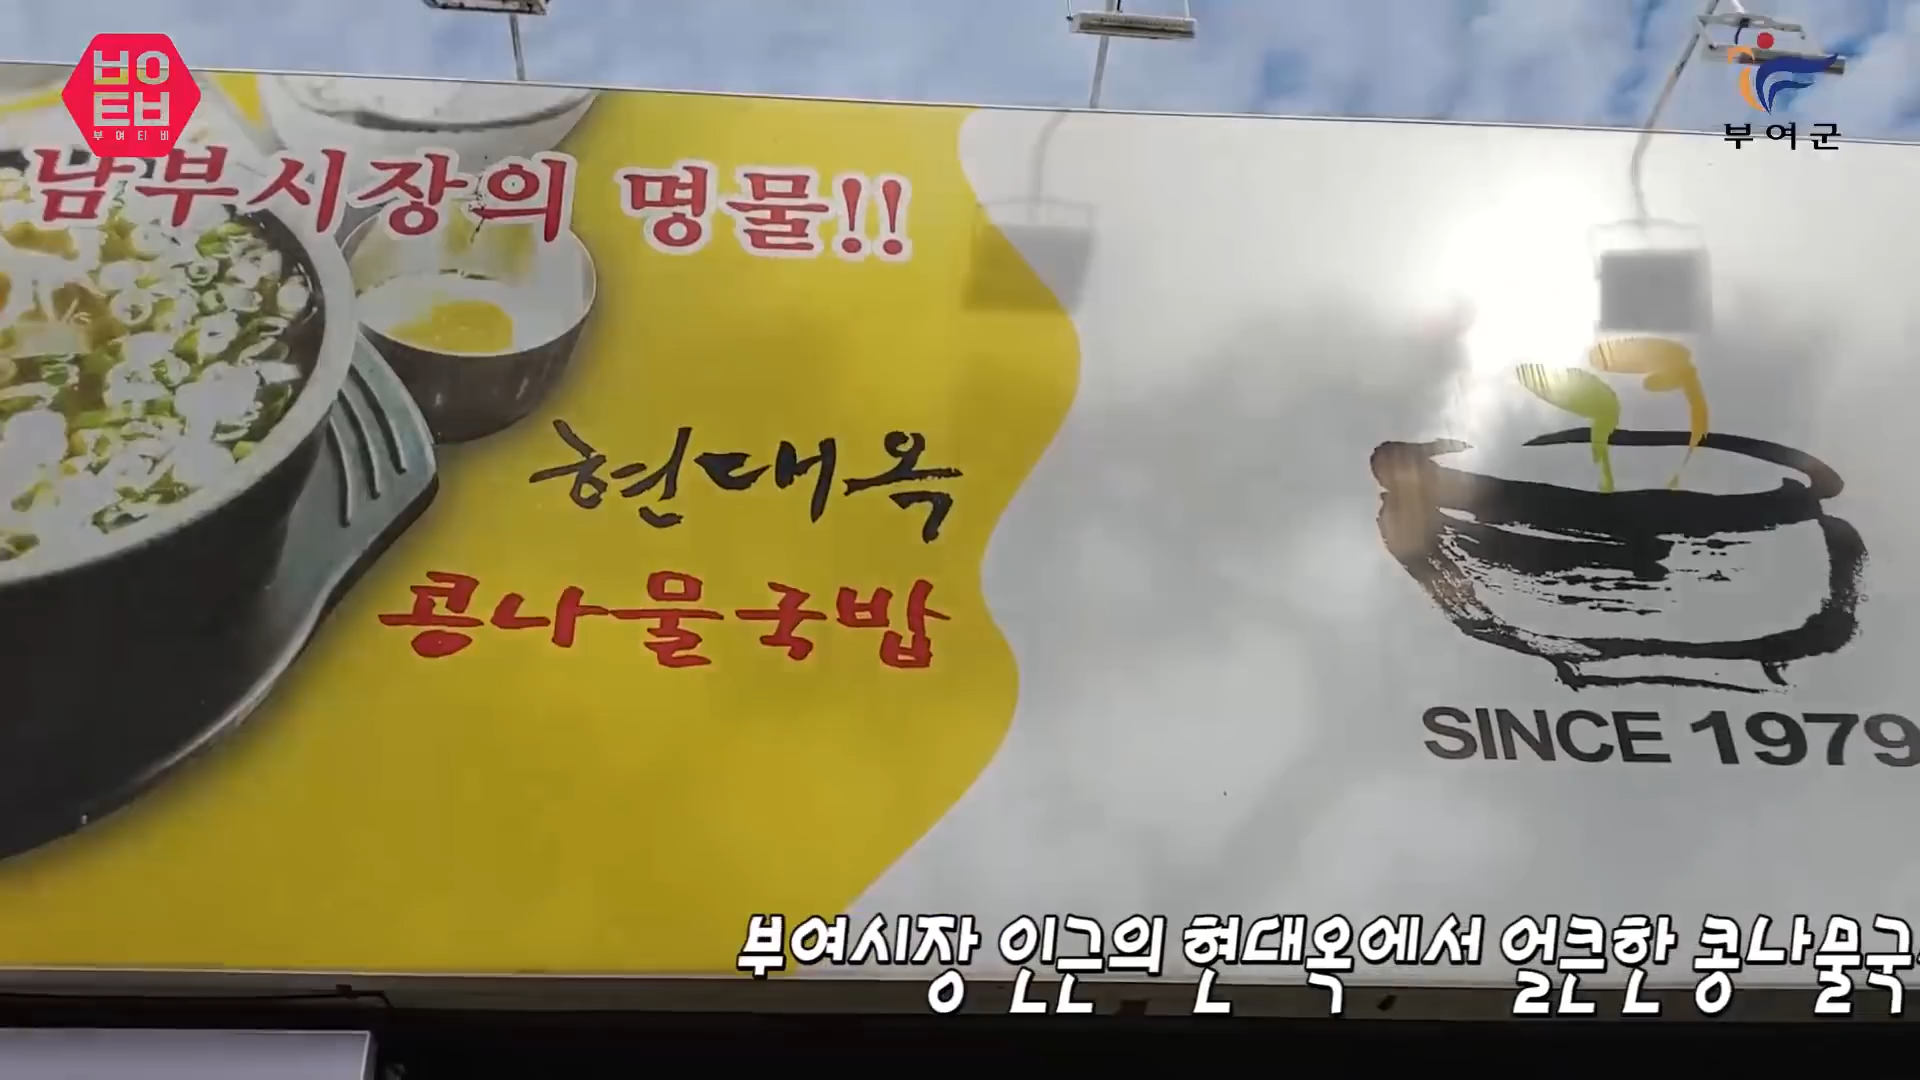 부여티비
부여군
남부시장의 명물!!
현대옥
콩나물국밥
SINCE 1979
부여시장 인근의 현대옥에서 얼큰한 콩나물국